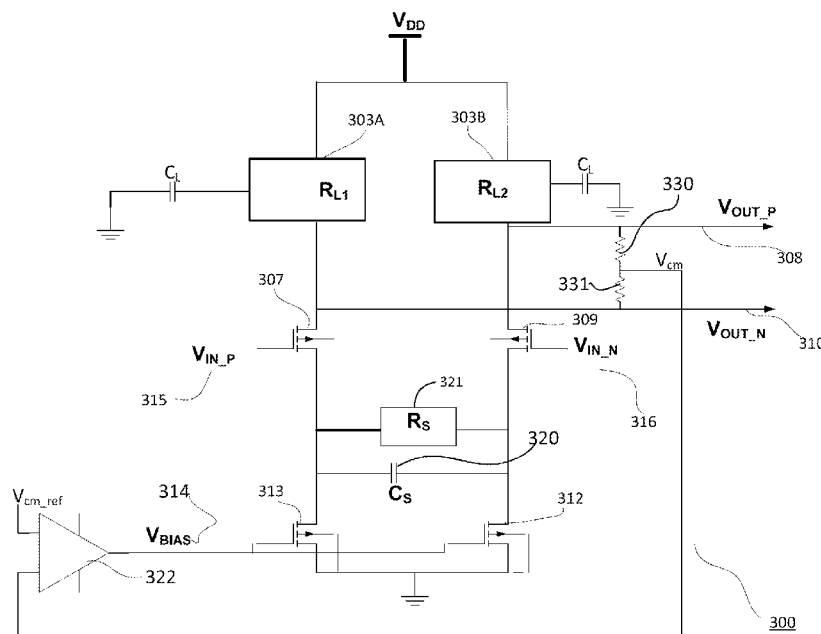 V_DD
303A
303B
C_L
R_L1
R_L2
C_L
330
V_OUT_P
308
V_cm
331
307
309
V_OUT_N
310
V_IN_P
V_IN_N
315
321
316
R_S
320
C_S
V_cm_ref
314
313
312
V_BIAS
322
300